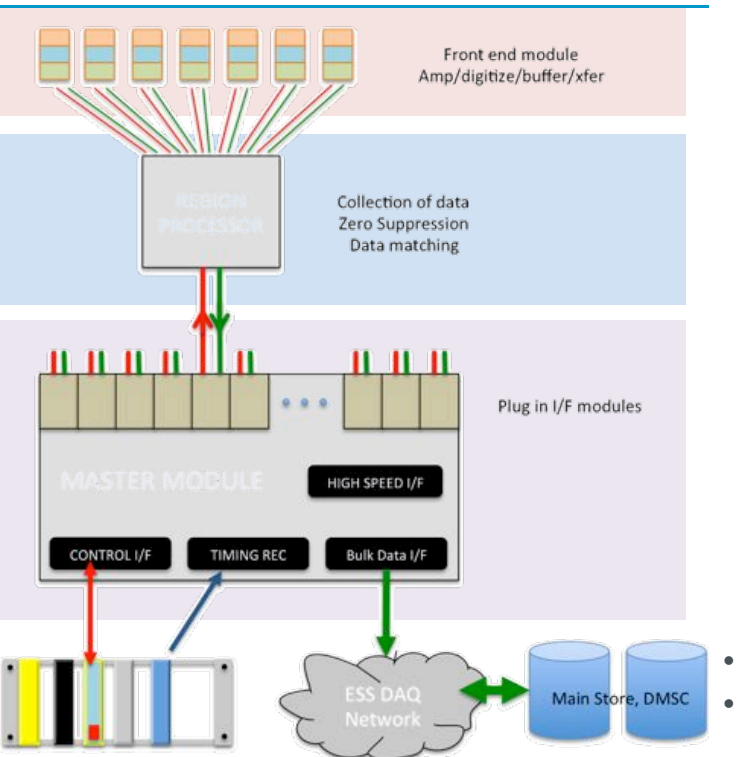 Front end module
Amp/digitize/buffer/xfer
REGION
PROCESSOR
Collection of data
Zero Suppression
Data matching
Plug in I/F modules
MASTER MODULE
HIGH SPEED I/F
CONTROL I/F
TIMING REC
Bulk Data I/F
ESS DAQ
Network
Main Store, DMSC